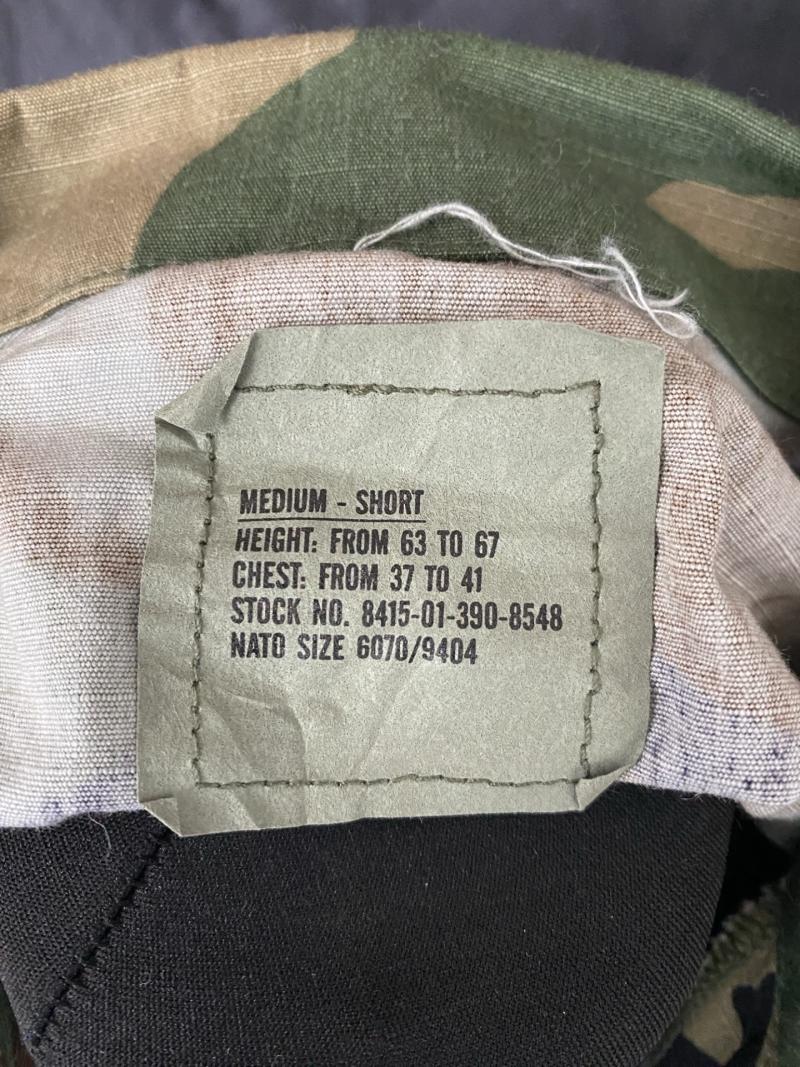 MEDIUM - SHORT
HEIGHT: FROM 63 TO 67
CHEST: FROM 37 TO 41
STOCK NO. 8415-01-390-8548
NATO SIZE 6070/9404